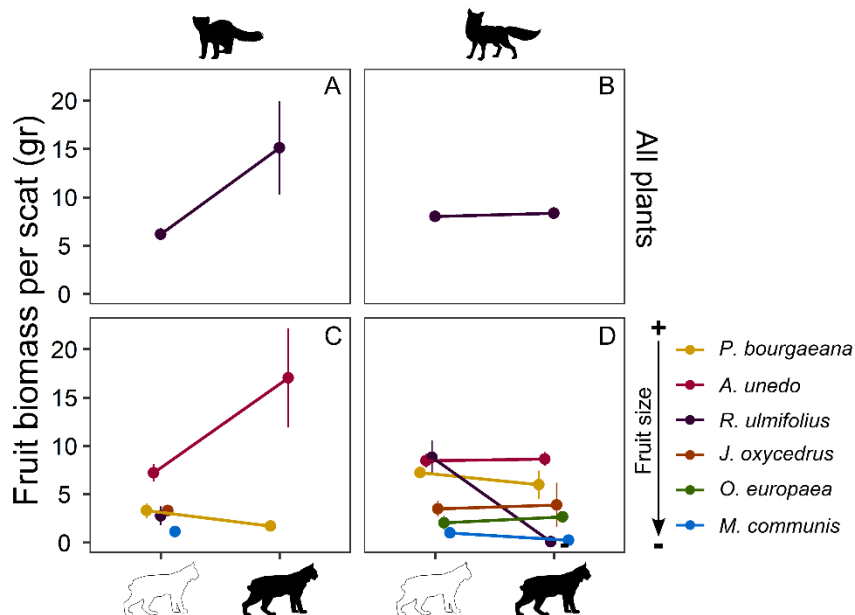 A
B
Fruit biomass per scat (gr)
20
15
10
5
0
All plants
C
D
20
15
10
5
0
+
Fruit size
-
P. bourgaeana
A. unedo
R. ulmifolius
J. oxycedrus
O. europaea
M. communis